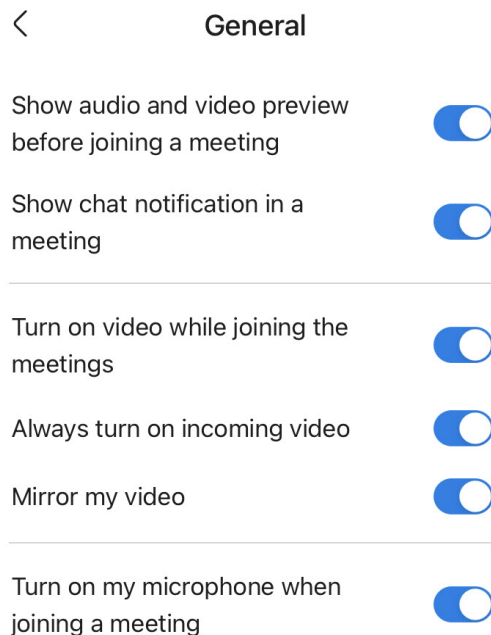 General
Show audio and video preview
before joining a meeting
Show chat notification in a
meeting
Turn on video while joining the
meetings
Always turn on incoming video
Mirror my video
Turn on my microphone when
joining a meeting